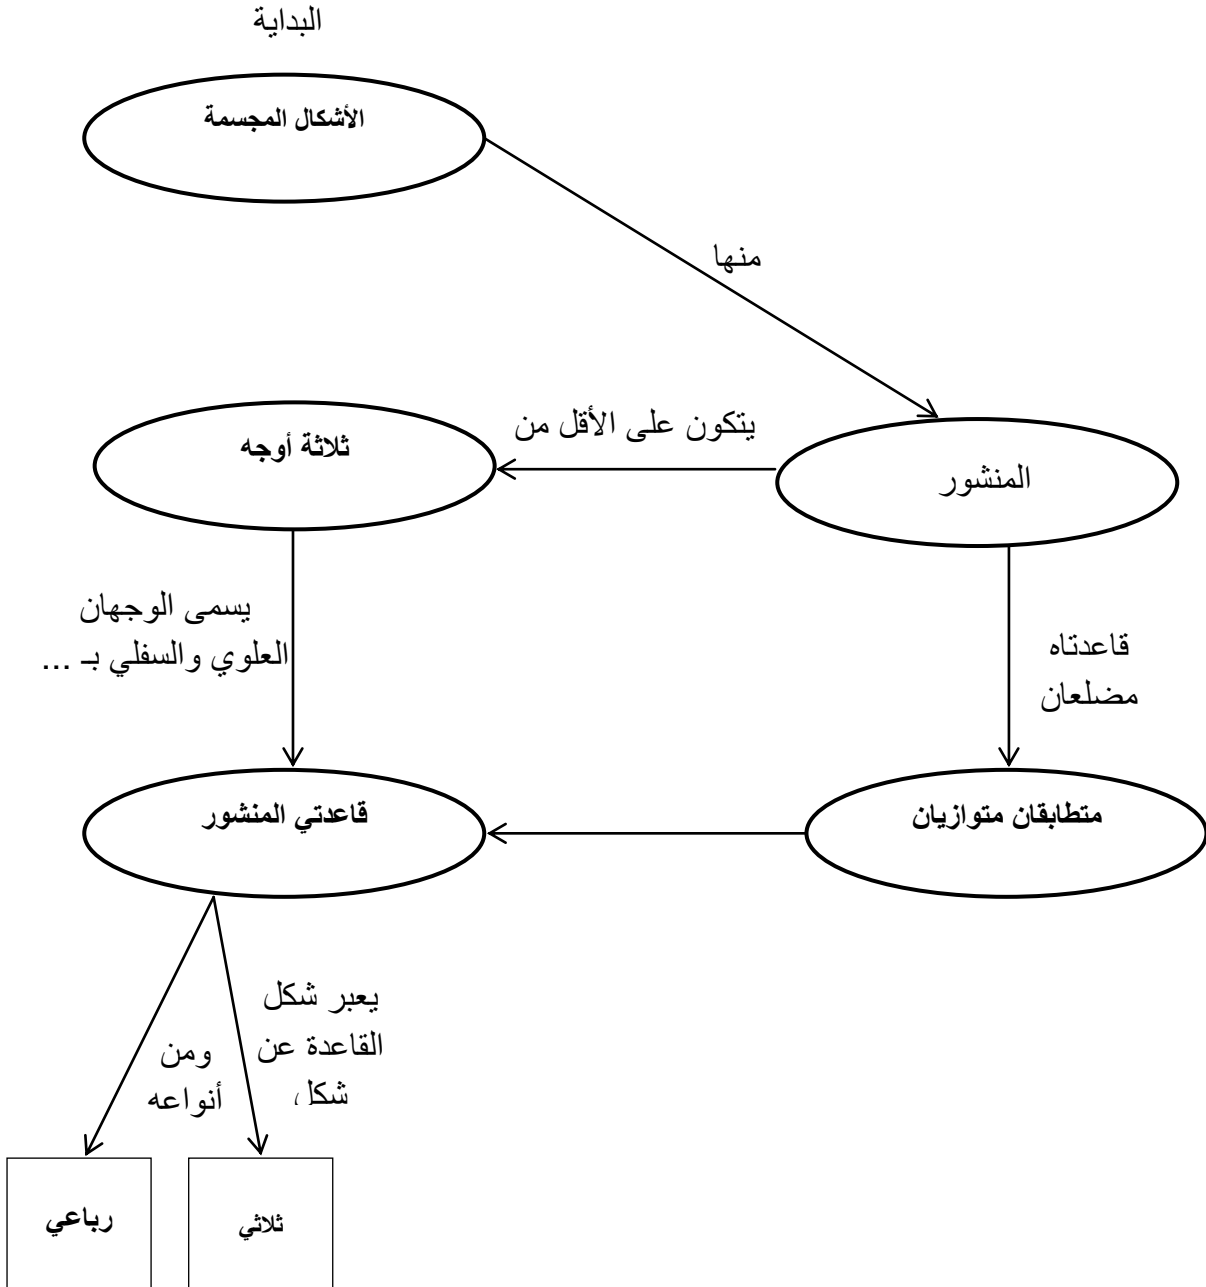 البداية
الأشكال المجسمة
منها
المنشور
يتكون على الأقل من
ثلاثة أوجه
قاعدتاه
مضلعان
يسمى الوجهان
العلوي والسفلي بـ ...
متطابقان متوازيان
قاعدتي المنشور
يعبر شكل
القاعدة عن
شكل
ومن
أنواعه
ثلاثي
رباعي